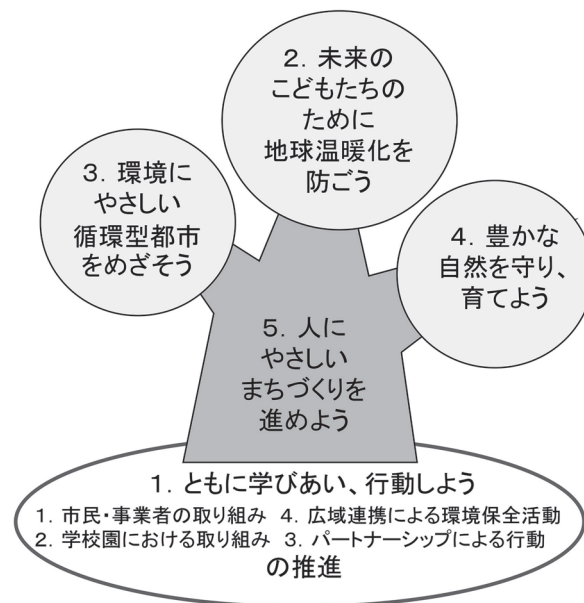 2．未来の
こどもたちの
ために
地球温暖化を
防ごう
3．環境に
やさしい
循環型都市
をめざそう
4．豊かな
自然を守り、
育てよう
5．人に
やさしい
まちづくりを
進めよう
1．ともに学びあい、行動しよう
1．市民・事業者の取り組み 4．広域連携による環境保全活動
2．学校園における取り組み 3．パートナーシップによる行動
の推進